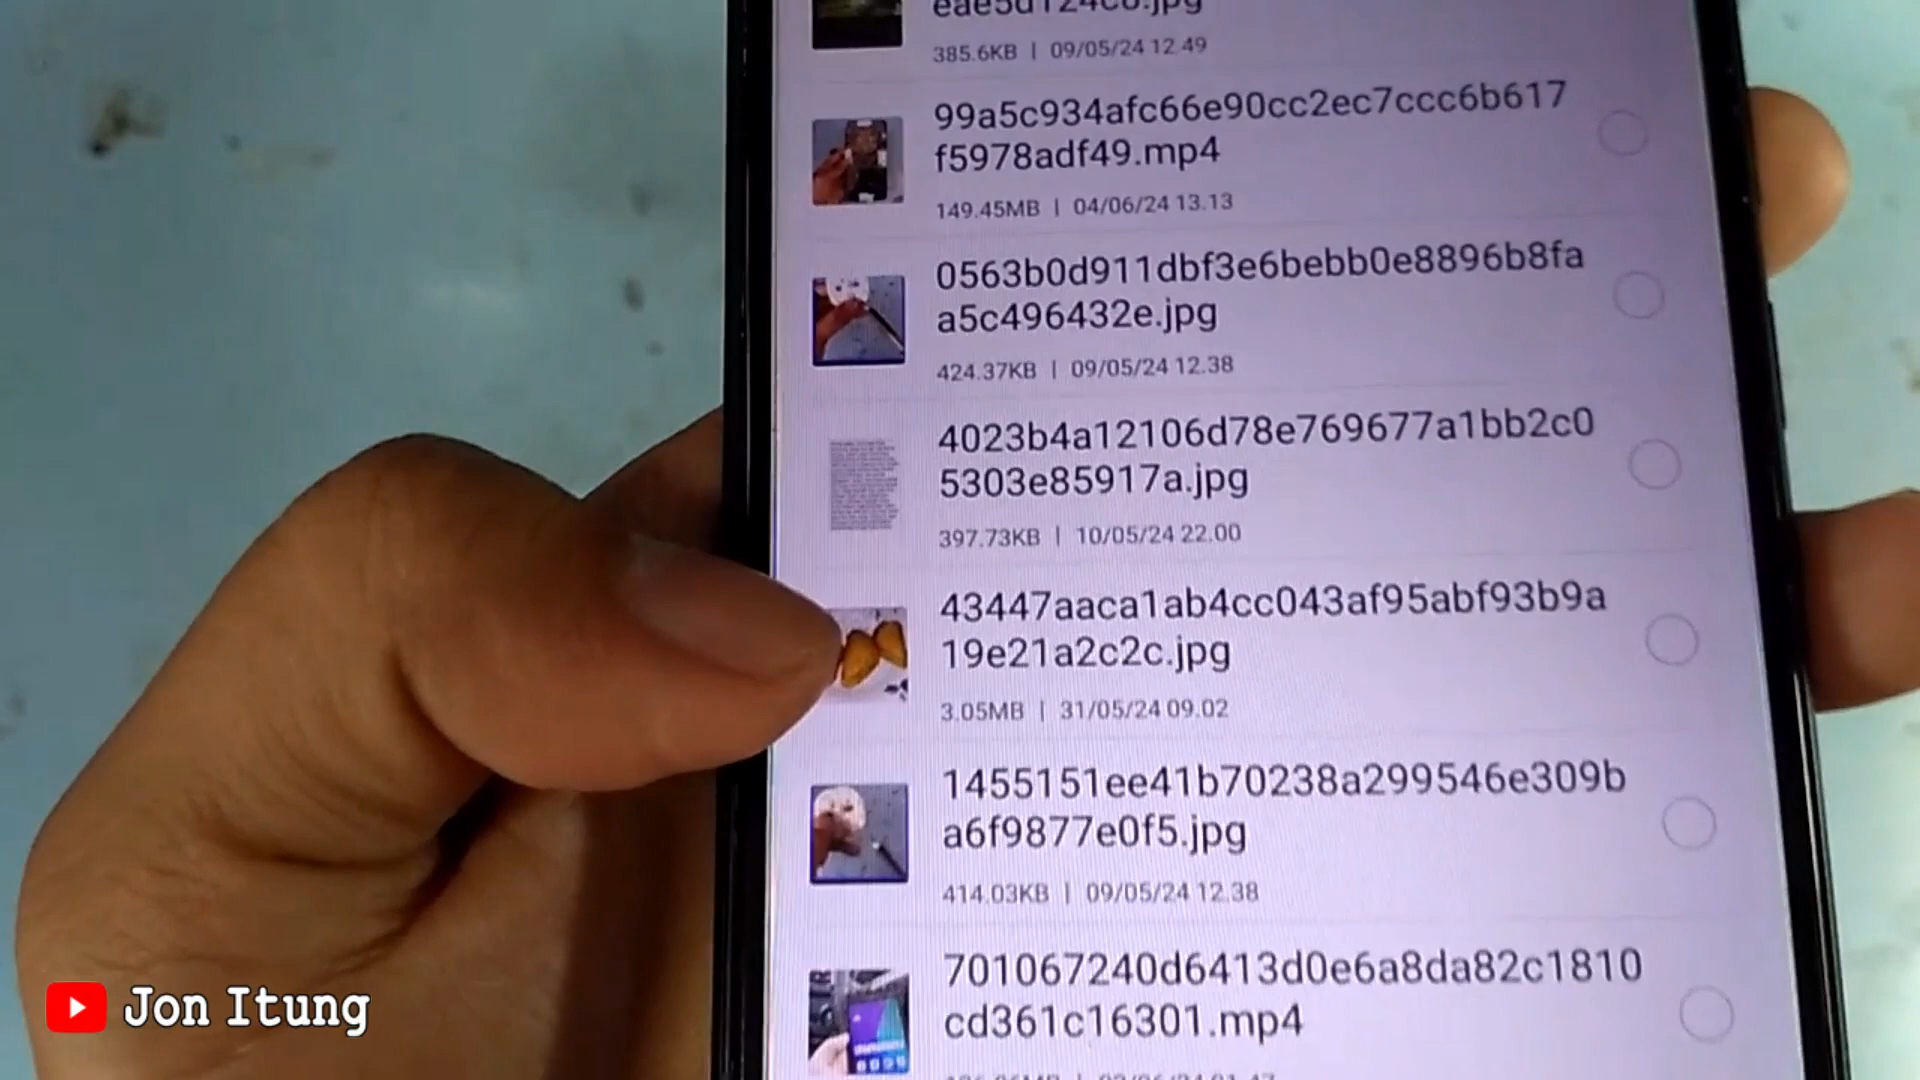 385.6KB | 09/05/24 12.49
99a5c934afc66e90cc2ec7ccc6b617
f5978adf49.mp4
149.45MB | 04/06/24 13.13
0563b0d911dbf3e6bebb0e8896b8fa
a5c496432e.jpg
424.37KB | 09/05/24 12.38
4023b4a12106d78e769677a1bb2c0
5303e85917a.jpg
397.73KB | 10/05/24 22.00
43447aaca1ab4cc043af95abf93b9a
19e21a2c2c.jpg
3.05MB | 31/05/24 09.02
1455151ee41b70238a299546e309b
a6f9877e0f5.jpg
414.03KB | 09/05/24 12.38
701067240d6413d0e6a8da82c1810
cd361c16301.mp4
Jon Itung